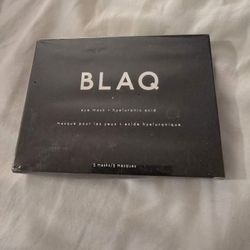 BLAQ
eye mask + hyaluronic acid
masque pour les yeux + acide hyaluronique
5 masks/5 masques